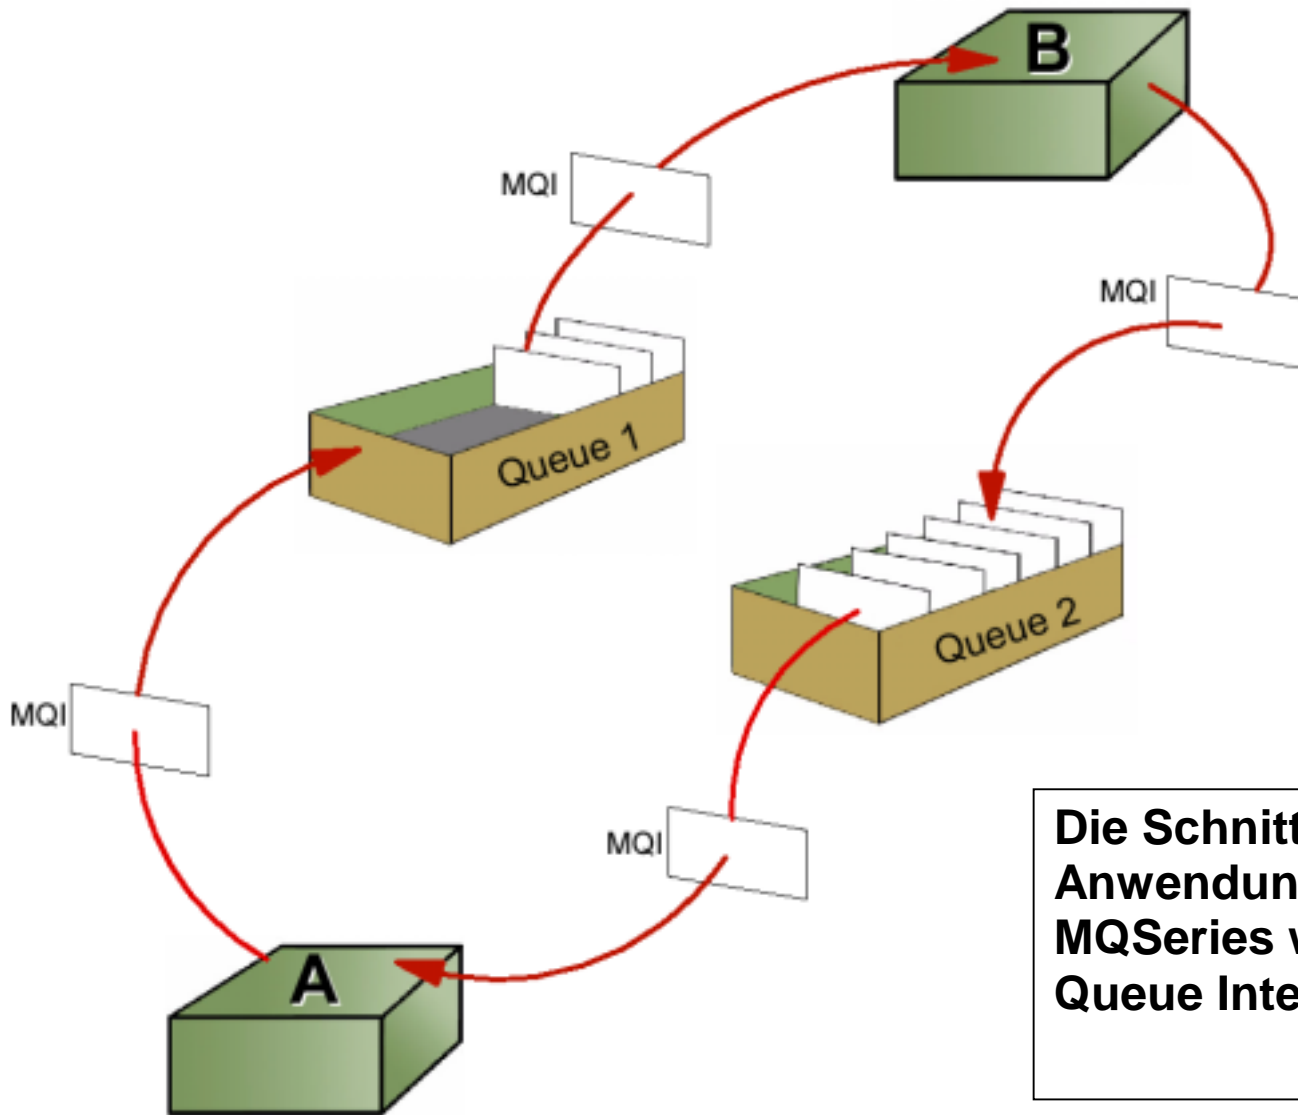 B
MQI
MQI
Queue 1
Queue 2
MQI
MQI
A
Die Schnitt
Anwendun
MQSeries
Queue Inte